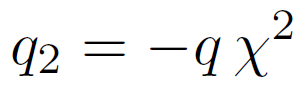 q₂ = −q χ²